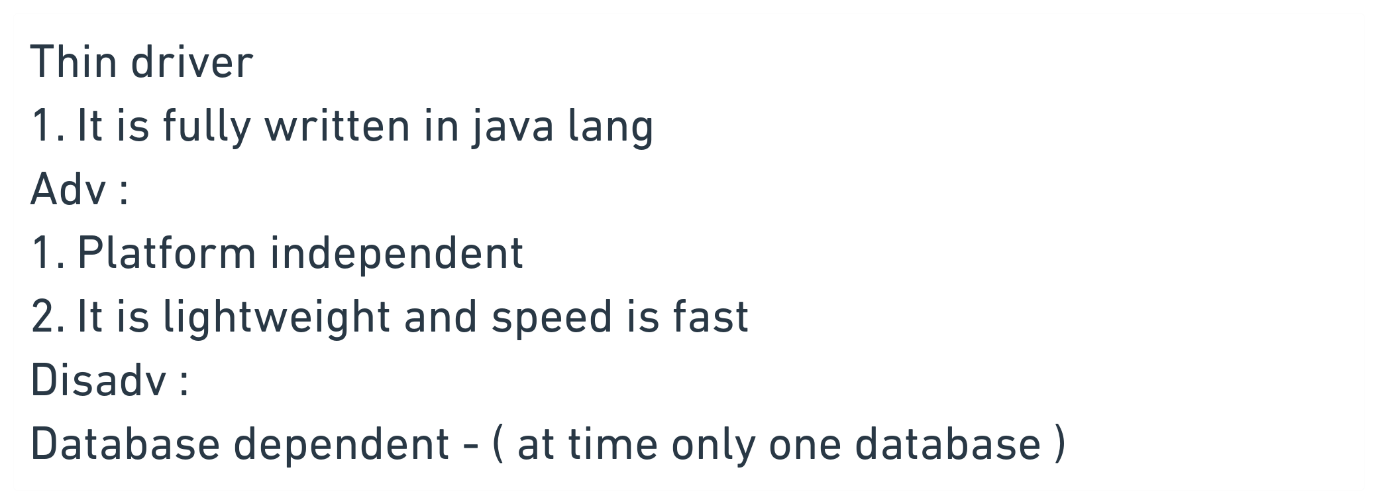 Thin driver
1. It is fully written in java lang
Adv :
1. Platform independent
2. It is lightweight and speed is fast
Disadv :
Database dependent - ( at time only one database )